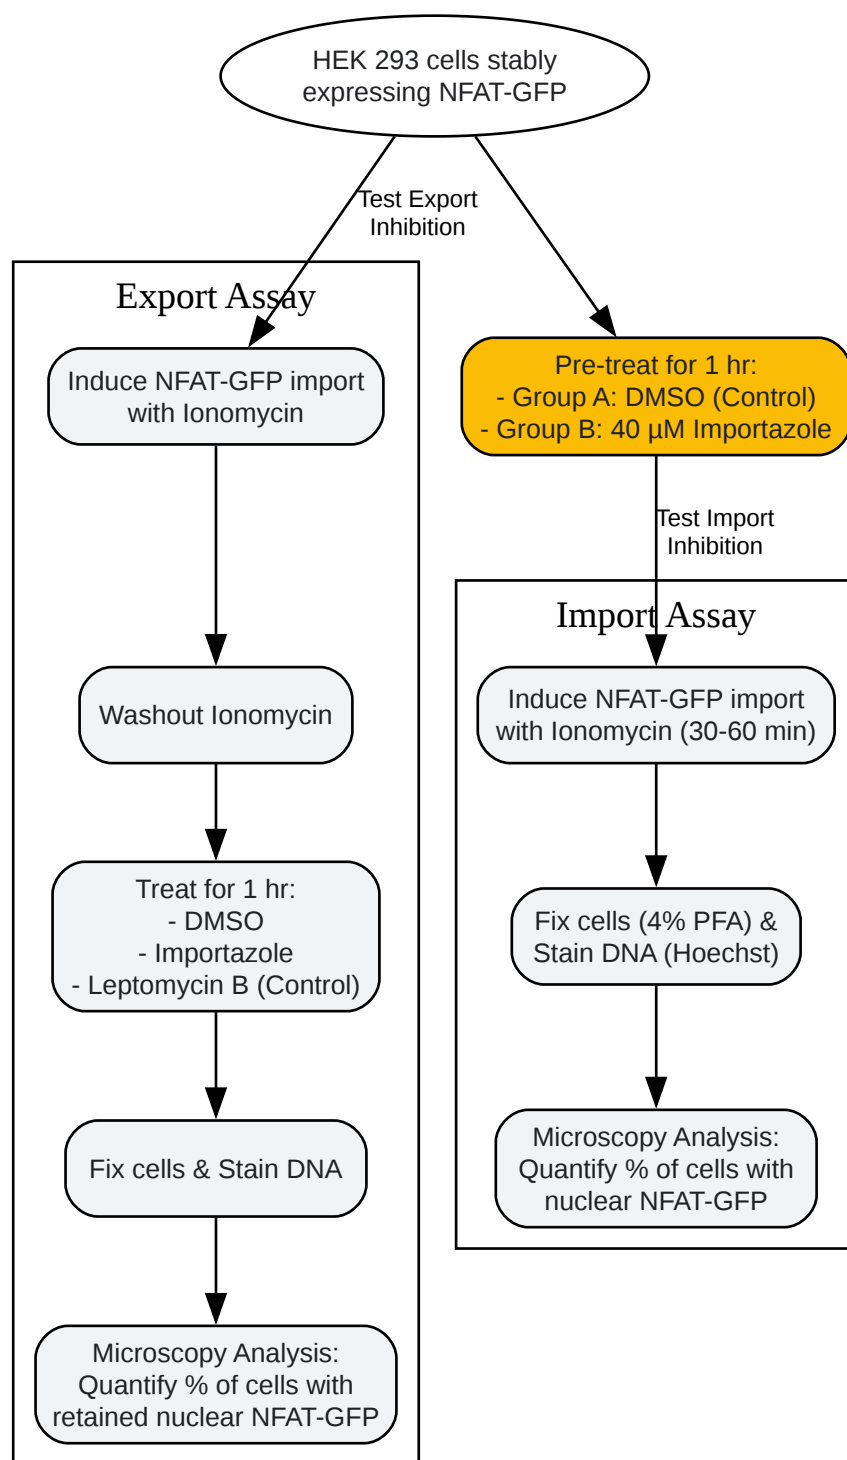 HEK 293 cells stably
expressing NFAT-GFP
Test Export
Inhibition
Export Assay
Induce NFAT-GFP import
with Ionomycin
Washout Ionomycin
Treat for 1 hr:
- DMSO
- Importazole
- Leptomycin B (Control)
Fix cells & Stain DNA
Microscopy Analysis:
Quantify % of cells with
retained nuclear NFAT-GFP
Pre-treat for 1 hr:
- Group A: DMSO (Control)
- Group B: 40 µM Importazole
Test Import
Inhibition
Import Assay
Induce NFAT-GFP import
with Ionomycin (30-60 min)
Fix cells (4% PFA) &
Stain DNA (Hoechst)
Microscopy Analysis:
Quantify % of cells with
nuclear NFAT-GFP